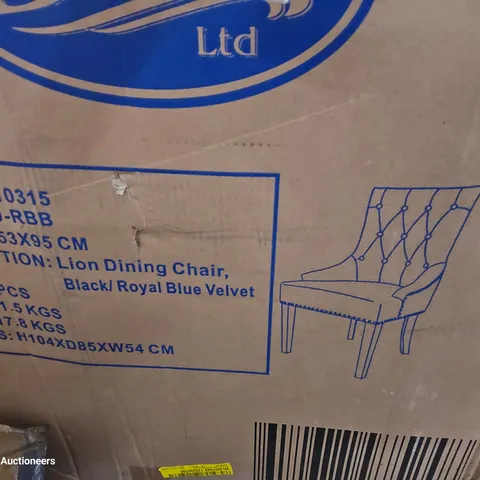 Ltd
10315
-RBB
53X95 CM
TION: Lion Dining Chair,
Black/ Royal Blue Velvet
PCS
1.5 KGS
17.8 KGS
S: H104XD85XW54 CM
Auctioneers